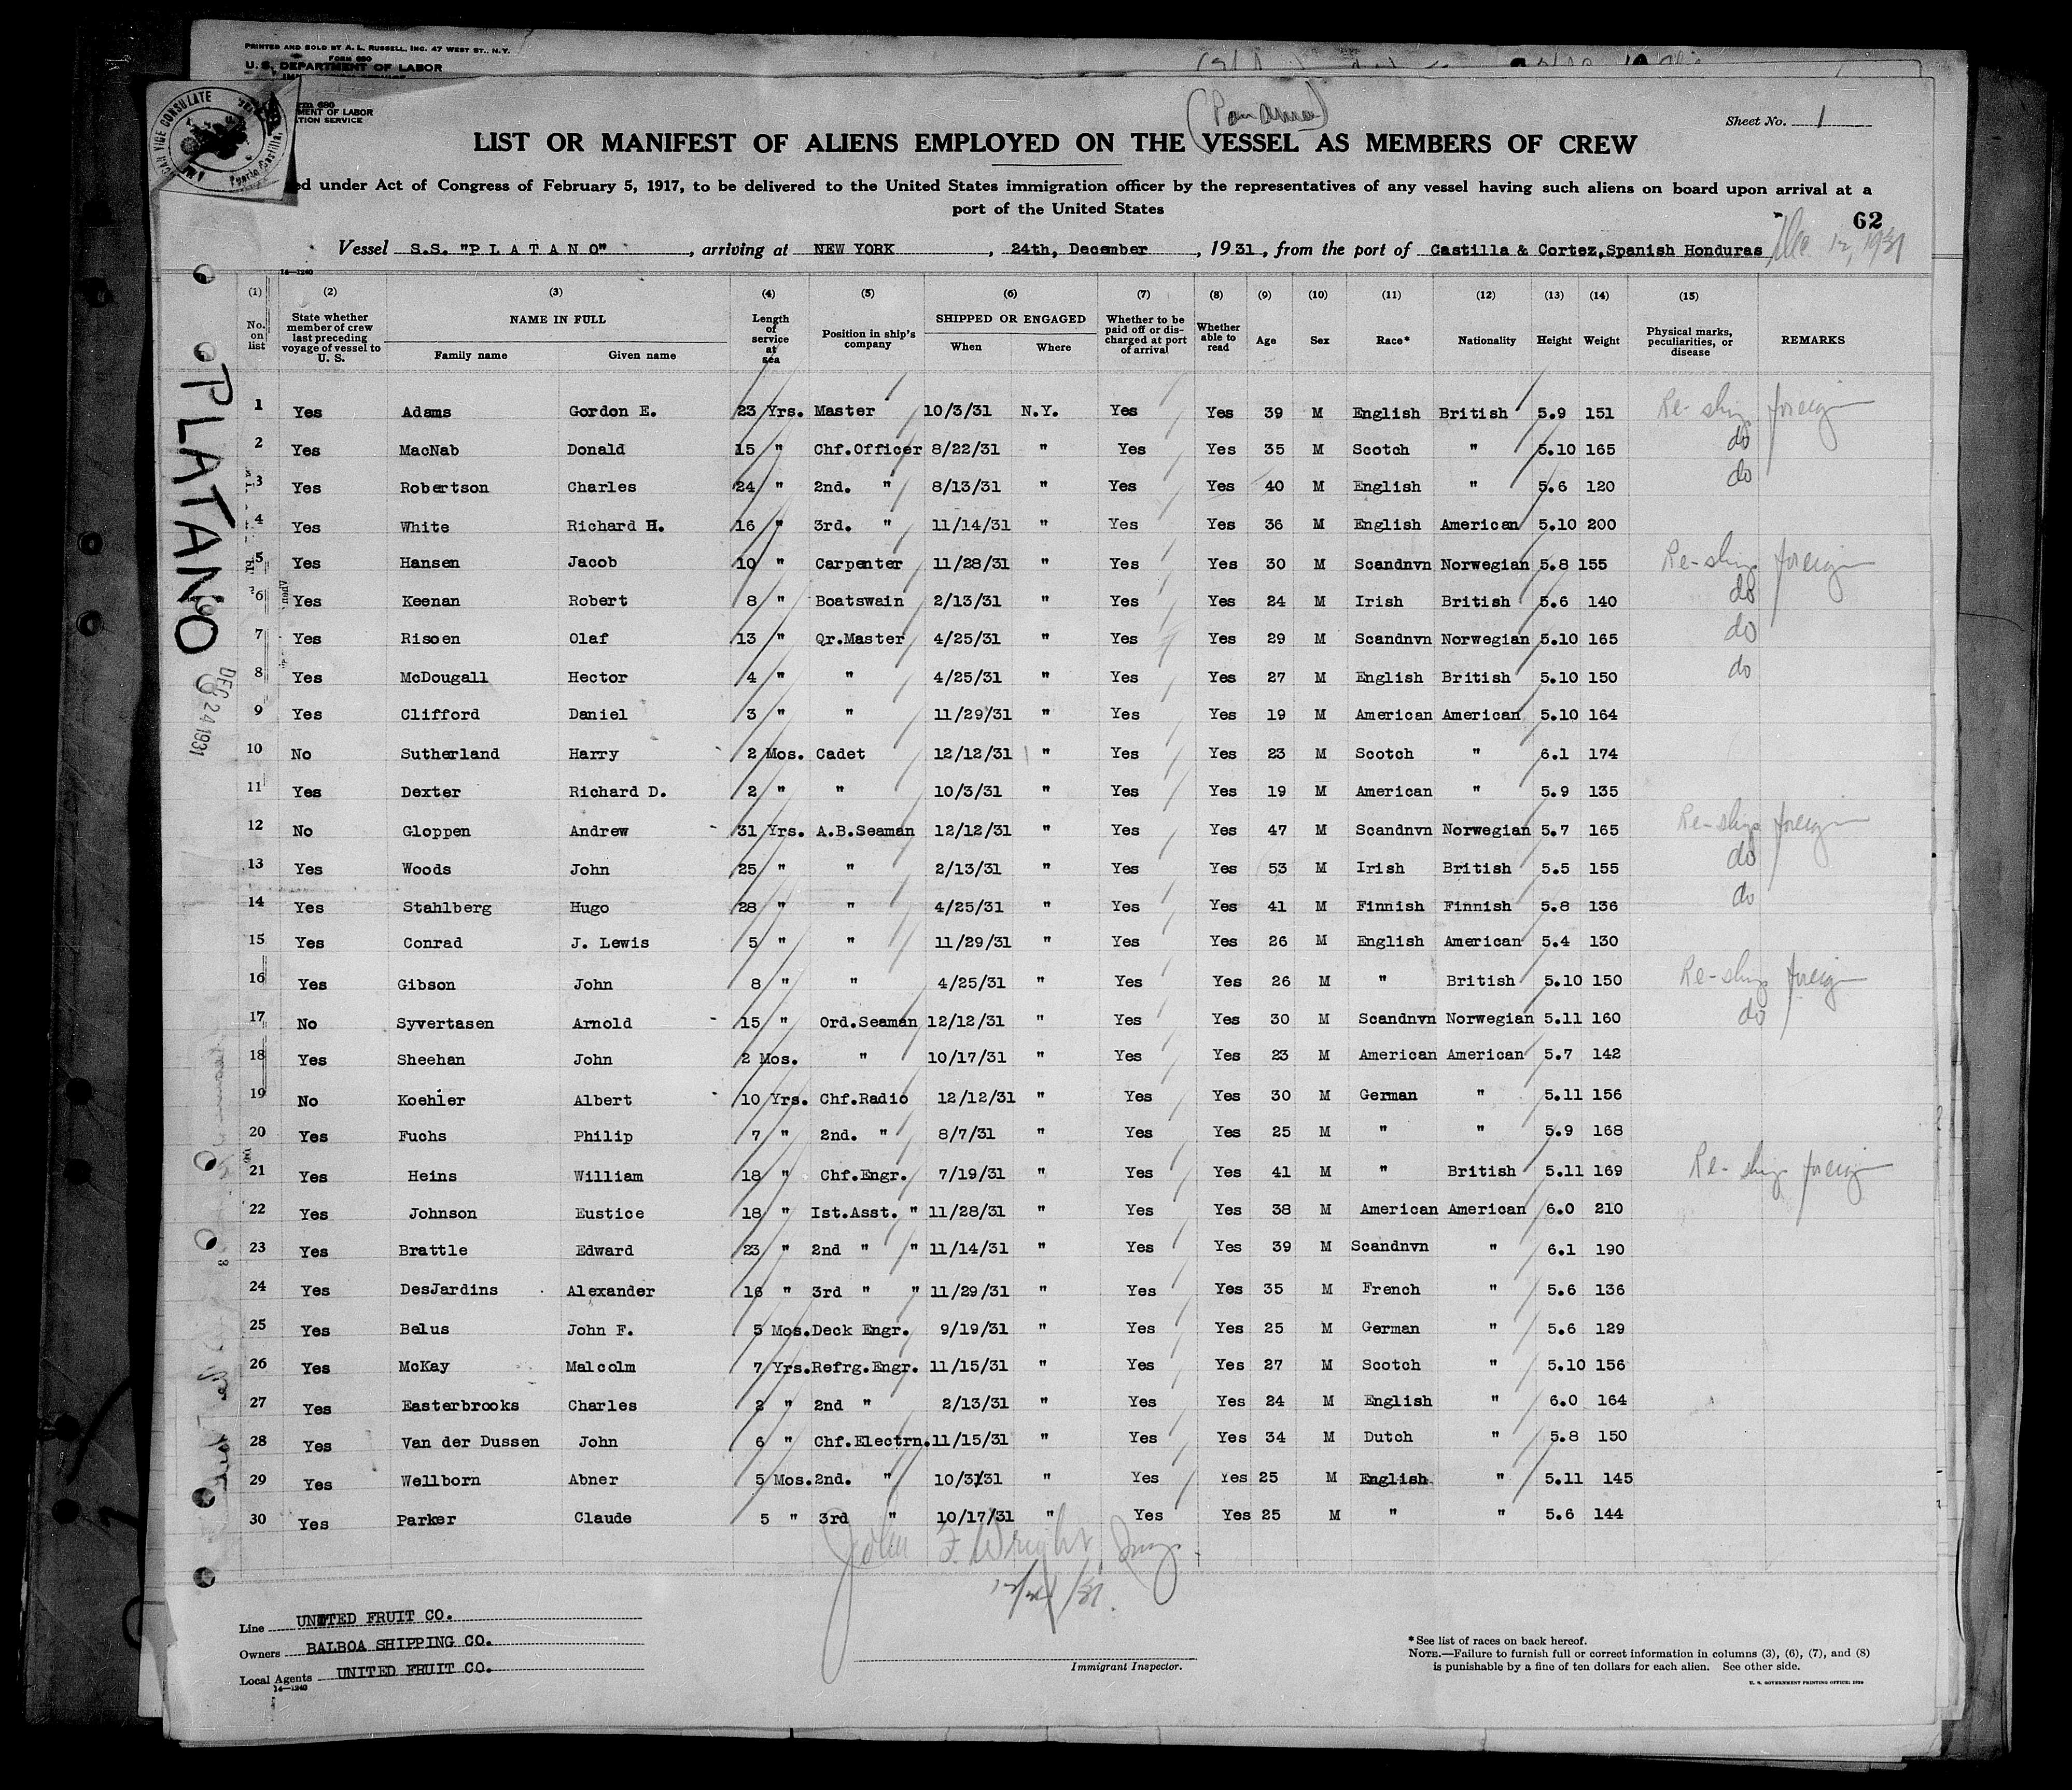 PRINTED AND SOLD BY A. L. RUSSELL, INC. 47 WEST ST., N.Y.
FORM 680
U. S. DEPARTMENT OF LABOR
rm 680
MENT OF LABOR
ATION SERVICE
CAN VICE CONSULATE
Puerto Castilla,
(Panama)
Sheet No. 1
LIST OR MANIFEST OF ALIENS EMPLOYED ON THE VESSEL AS MEMBERS OF CREW
ed under Act of Congress of February 5, 1917, to be delivered to the United States immigration officer by the representatives of any vessel having such aliens on board upon arrival at a
port of the United States
62
Vessel S.S. "P L A T A N O", arriving at NEW YORK, 24th, December, 1931, from the port of Castilla & Cortez, Spanish Honduras Dec 12, 1931
14—1240
(1) (2) (3) (4) (5) (6) (7) (8) (9) (10) (11) (12) (13) (14) (15)
No. on list | State whether member of crew last preceding voyage of vessel to U. S. | NAME IN FULL Family name Given name | Length of service at sea | Position in ship's company | SHIPPED OR ENGAGED When Where | Whether to be paid off or discharged at port of arrival | Whether able to read | Age | Sex | Race* | Nationality | Height | Weight | Physical marks, peculiarities, or disease | REMARKS
1 Yes Adams Gordon E. 23 Yrs. Master 10/3/31 N.Y. Yes Yes 39 M English British 5.9 151 Re-ship foreign
2 Yes MacNab Donald 15 " Chf.Officer 8/22/31 " Yes Yes 35 M Scotch " 5.10 165 do
3 Yes Robertson Charles 24 " 2nd. " 8/13/31 " Yes Yes 40 M English " 5.6 120 do
4 Yes White Richard H. 16 " 3rd. " 11/14/31 " Yes Yes 36 M English American 5.10 200
5 Yes Hansen Jacob 10 " Carpenter 11/28/31 " Yes Yes 30 M Scandnvn Norwegian 5.8 155 Re-ship foreign
6 Yes Keenan Robert 8 " Boatswain 2/13/31 " Yes Yes 24 M Irish British 5.6 140 do
7 Yes Risoen Olaf 13 " Qr.Master 4/25/31 " Yes Yes 29 M Scandnvn Norwegian 5.10 165 do
8 Yes McDougall Hector 4 " " 4/25/31 " Yes Yes 27 M English British 5.10 150 do
9 Yes Clifford Daniel 3 " " 11/29/31 " Yes Yes 19 M American American 5.10 164
10 No Sutherland Harry 2 Mos. Cadet 12/12/31 " Yes Yes 23 M Scotch " 6.1 174
11 Yes Dexter Richard D. 2 " " 10/3/31 " Yes Yes 19 M American " 5.9 135
12 No Gloppen Andrew 31 Yrs. A.B.Seaman 12/12/31 " Yes Yes 47 M Scandnvn Norwegian 5.7 165 Re-ship foreign
13 Yes Woods John 25 " " 2/13/31 " Yes Yes 53 M Irish British 5.5 155 do
14 Yes Stahlberg Hugo 28 " " 4/25/31 " Yes Yes 41 M Finnish Finnish 5.8 136 do
15 Yes Conrad J. Lewis 5 " " 11/29/31 " Yes Yes 26 M English American 5.4 130
16 Yes Gibson John 8 " " 4/25/31 " Yes Yes 26 M " British 5.10 150 Re-ship foreign
17 No Syvertasen Arnold 15 " Ord.Seaman 12/12/31 " Yes Yes 30 M Scandnvn Norwegian 5.11 160 do
18 Yes Sheehan John 2 Mos. " 10/17/31 " Yes Yes 23 M American American 5.7 142
19 No Koehler Albert 10 Yrs. Chf.Radio 12/12/31 " Yes Yes 30 M German " 5.11 156
20 Yes Fuchs Philip 7 " 2nd. " 8/7/31 " Yes Yes 25 M " " 5.9 168
21 Yes Heins William 18 " Chf.Engr. 7/19/31 " Yes Yes 41 M " British 5.11 169 Re-ship foreign
22 Yes Johnson Eustice 18 " Ist.Asst. " 11/28/31 " Yes Yes 38 M American American 6.0 210
23 Yes Brattle Edward 23 " 2nd " " 11/14/31 " Yes Yes 39 M Scandnvn " 6.1 190
24 Yes DesJardins Alexander 16 " 3rd " " 11/29/31 " Yes Yes 35 M French " 5.6 136
25 Yes Belus John F. 5 Mos. Deck Engr. 9/19/31 " Yes Yes 25 M German " 5.6 129
26 Yes McKay Malcolm 7 Yrs. Refrg.Engr. 11/15/31 " Yes Yes 27 M Scotch " 5.10 156
27 Yes Easterbrooks Charles 2 " 2nd " 2/13/31 " Yes Yes 24 M English " 6.0 164
28 Yes Van der Dussen John 6 " Chf.Electrn. 11/15/31 " Yes Yes 34 M Dutch " 5.8 150
29 Yes Wellborn Abner 5 Mos. 2nd. " 10/3/31 " Yes Yes 25 M English " 5.11 145
30 Yes Parker Claude 5 " 3rd " 10/17/31 " Yes Yes 25 M " " 5.6 144
PLATANO
DEC 24 1931
John F. Wright Insp.
12/24/31.
Immigrant Inspector.
Line UNITED FRUIT CO.
Owners BALBOA SHIPPING CO.
Local Agents UNITED FRUIT CO.
14—1240
* See list of races on back hereof.
NOTE.—Failure to furnish full or correct information in columns (3), (6), (7), and (8)
is punishable by a fine of ten dollars for each alien. See other side.
U. S. GOVERNMENT PRINTING OFFICE: 1929